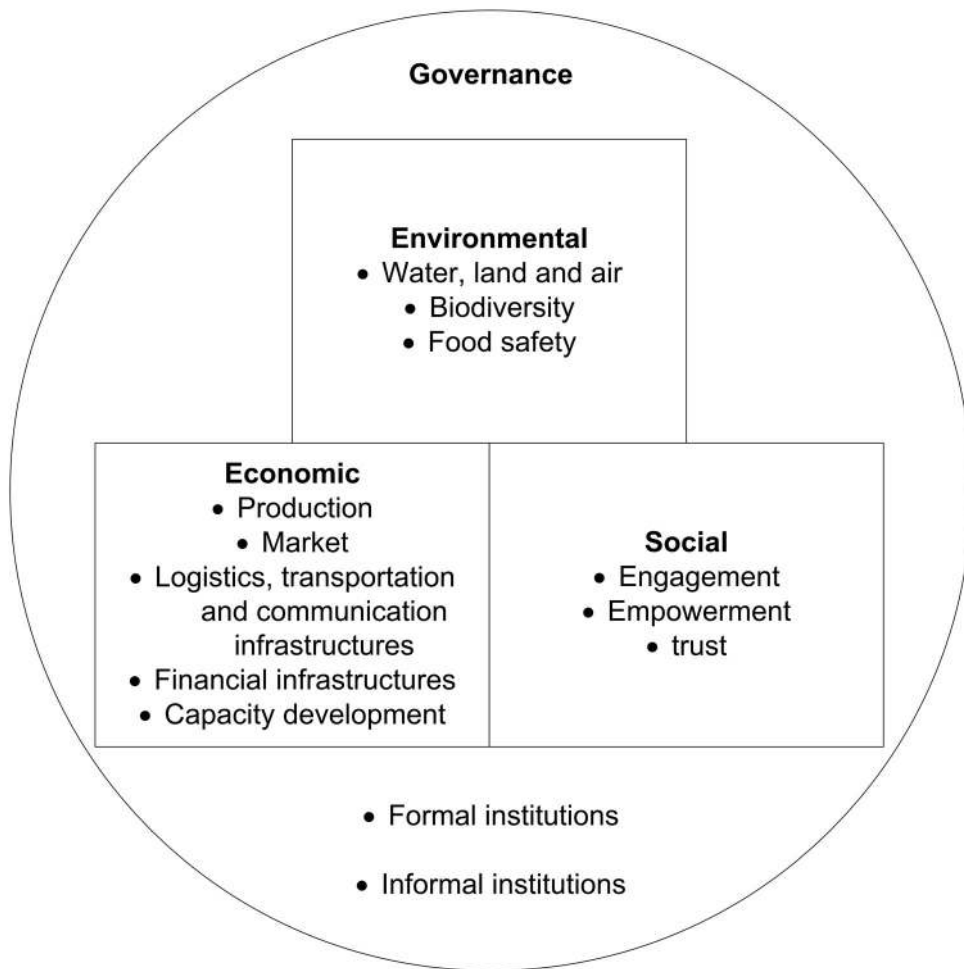 Governance
Environmental
• Water, land and air
• Biodiversity
• Food safety
Economic
• Production
• Market
• Logistics, transportation
and communication
infrastructures
• Financial infrastructures
• Capacity development
Social
• Engagement
• Empowerment
• trust
• Formal institutions
• Informal institutions